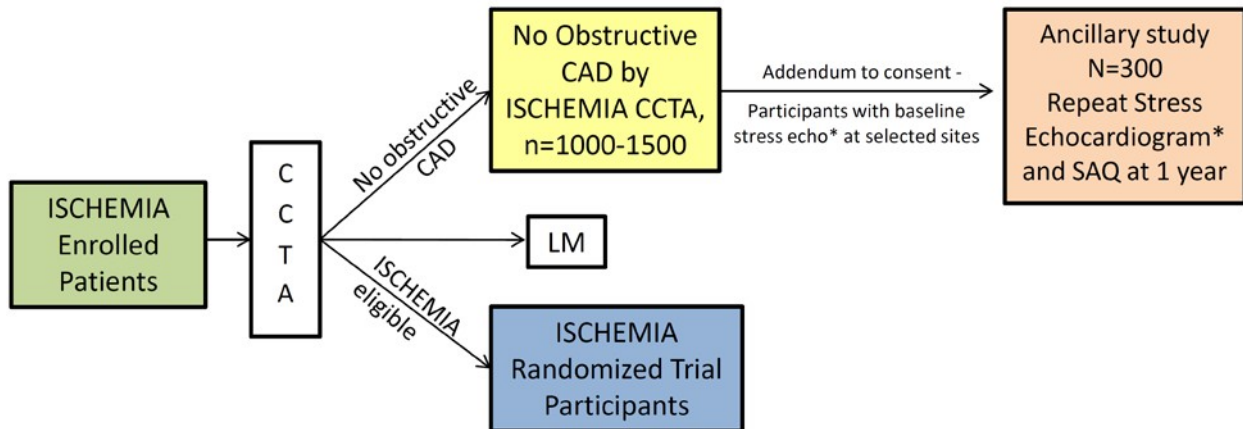 ISCHEMIA
Enrolled
Patients
C
C
T
A
No obstructive
CAD
No Obstructive
CAD by
ISCHEMIA CCTA,
n=1000-1500
Addendum to consent -
Participants with baseline
stress echo* at selected sites
Ancillary study
N=300
Repeat Stress
Echocardiogram*
and SAQ at 1 year
LM
ISCHEMIA
eligible
ISCHEMIA
Randomized Trial
Participants